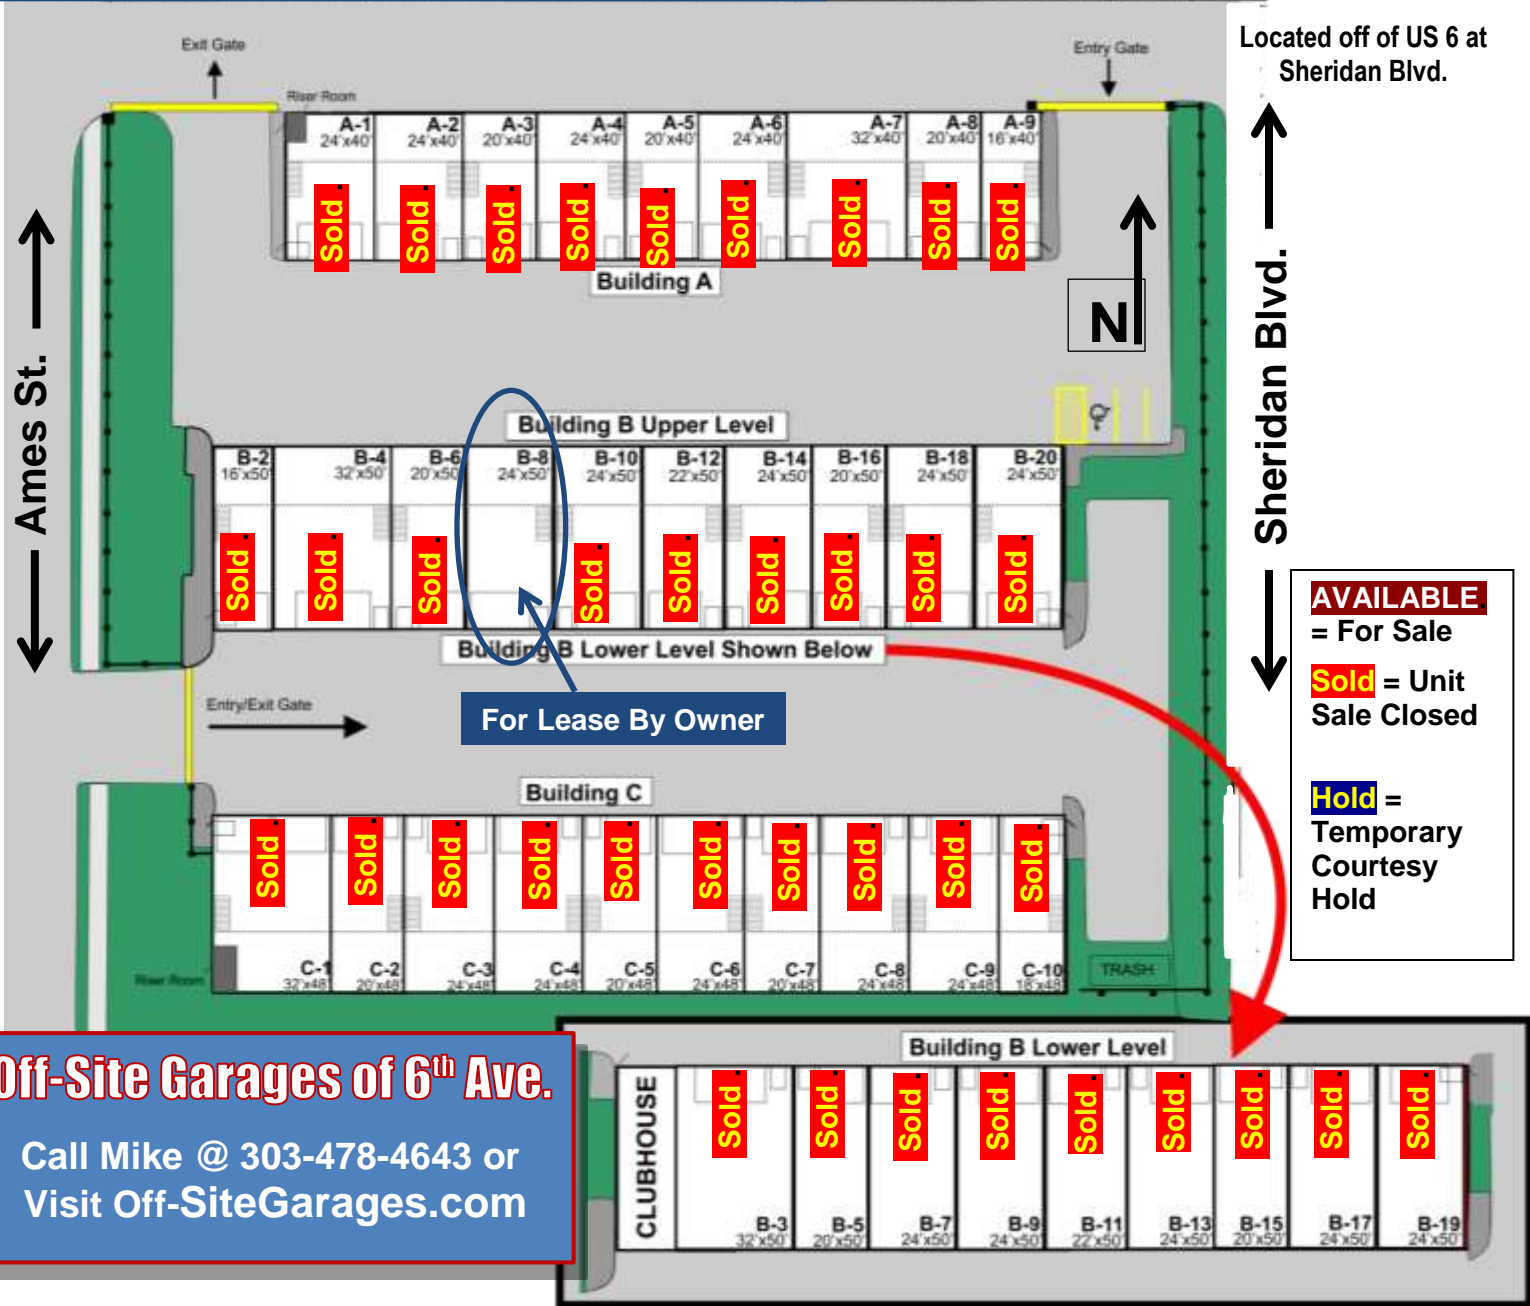 Located off of US 6 at
Sheridan Blvd.
Exit Gate
Entry Gate
Riser Room
A-1 A-2 A-3 A-4 A-5 A-6 A-7 A-8 A-9
24'x40' 24'x40' 20'x40' 24'x40' 20'x40' 24'x40' 32'x40' 20'x40' 16'x40'
Sold. Sold. Sold. Sold. Sold. Sold. Sold. Sold. Sold.
Building A
N
Ames St.
Sheridan Blvd.
Building B Upper Level
B-2 B-4 B-6 B-8 B-10 B-12 B-14 B-16 B-18 B-20
16'x50' 32'x50' 20'x50' 24'x50' 24'x50' 22'x50' 24'x50' 20'x50' 24'x50' 24'x50'
Sold. Sold. Sold. Sold. Sold. Sold. Sold. Sold. Sold.
Building B Lower Level Shown Below
For Lease By Owner
Entry/Exit Gate
AVAILABLE.
= For Sale
Sold = Unit
Sale Closed
Hold =
Temporary
Courtesy
Hold
Building C
Sold. Sold. Sold. Sold. Sold. Sold. Sold. Sold. Sold. Sold.
C-1 C-2 C-3 C-4 C-5 C-6 C-7 C-8 C-9 C-10
32'x48' 20'x48' 24'x48' 24'x48' 20'x48' 24'x48' 20'x48' 24'x48' 24'x48' 18'x48'
Riser Room
TRASH
Off-Site Garages of 6th Ave.
Call Mike @ 303-478-4643 or
Visit Off-SiteGarages.com
Building B Lower Level
CLUBHOUSE
Sold. Sold. Sold. Sold. Sold. Sold. Sold. Sold. Sold.
B-3 B-5 B-7 B-9 B-11 B-13 B-15 B-17 B-19
32'x50' 20'x50' 24'x50' 24'x50' 22'x50' 24'x50' 20'x50' 24'x50' 24'x50'